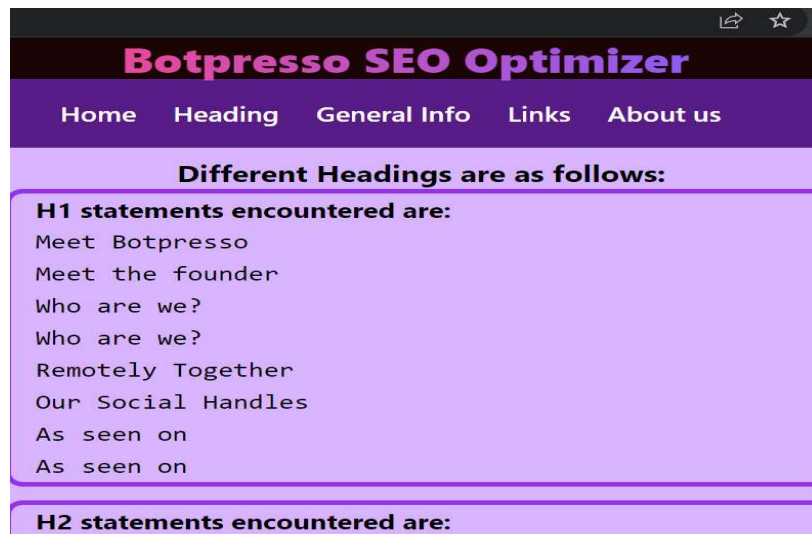 Botpresso SEO Optimizer
Home Heading General Info Links About us
Different Headings are as follows:
H1 statements encountered are:
Meet Botpresso
Meet the founder
Who are we?
Who are we?
Remotely Together
Our Social Handles
As seen on
As seen on
H2 statements encountered are: